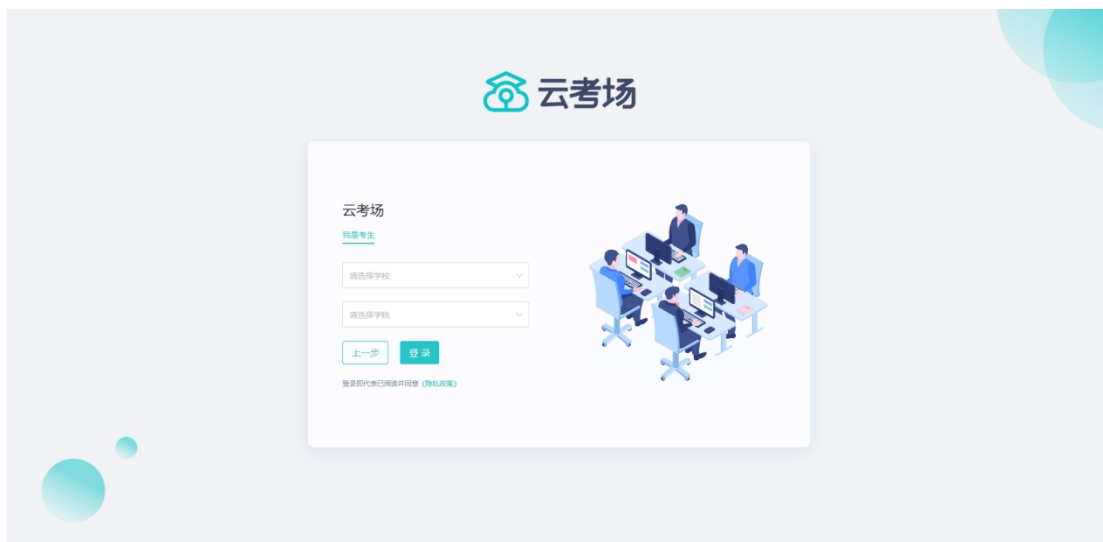 云考场
云考场
我是考生
请选择学校
请选择学院
上一步 登录
登录即代表已阅读并同意《隐私政策》